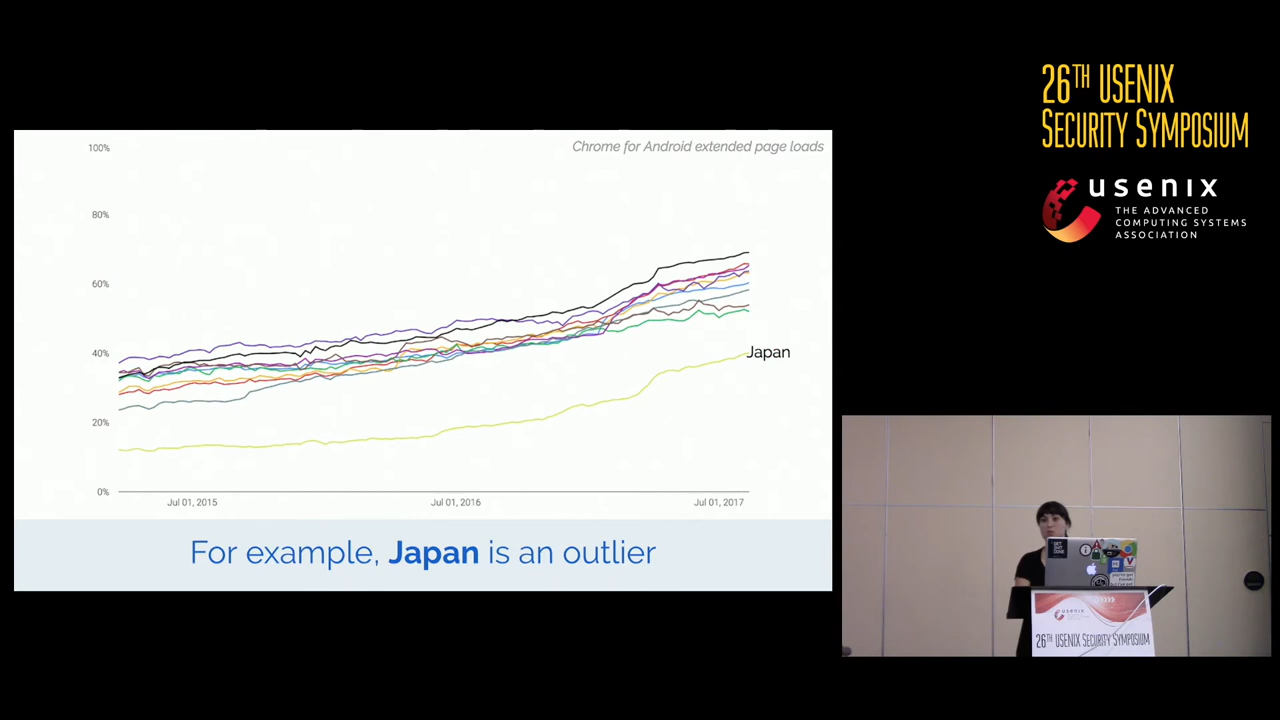 Chrome for Android extended page loads
100%
80%
60%
40%
20%
0%
Japan
Jul 01, 2015
Jul 01, 2016
Jul 01, 2017
For example, Japan is an outlier
26TH USENIX
SECURITY SYMPOSIUM
usenix
THE ADVANCED
COMPUTING SYSTEMS
ASSOCIATION
usenix
26TH USENIX SECURITY SYMPOSIUM